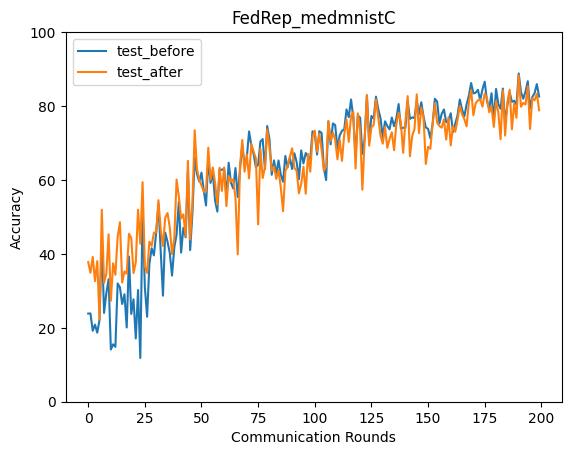 FedRep_medmnistC
test_before
test_after
100
80
60
40
20
0
Accuracy
0 25 50 75 100 125 150 175 200
Communication Rounds